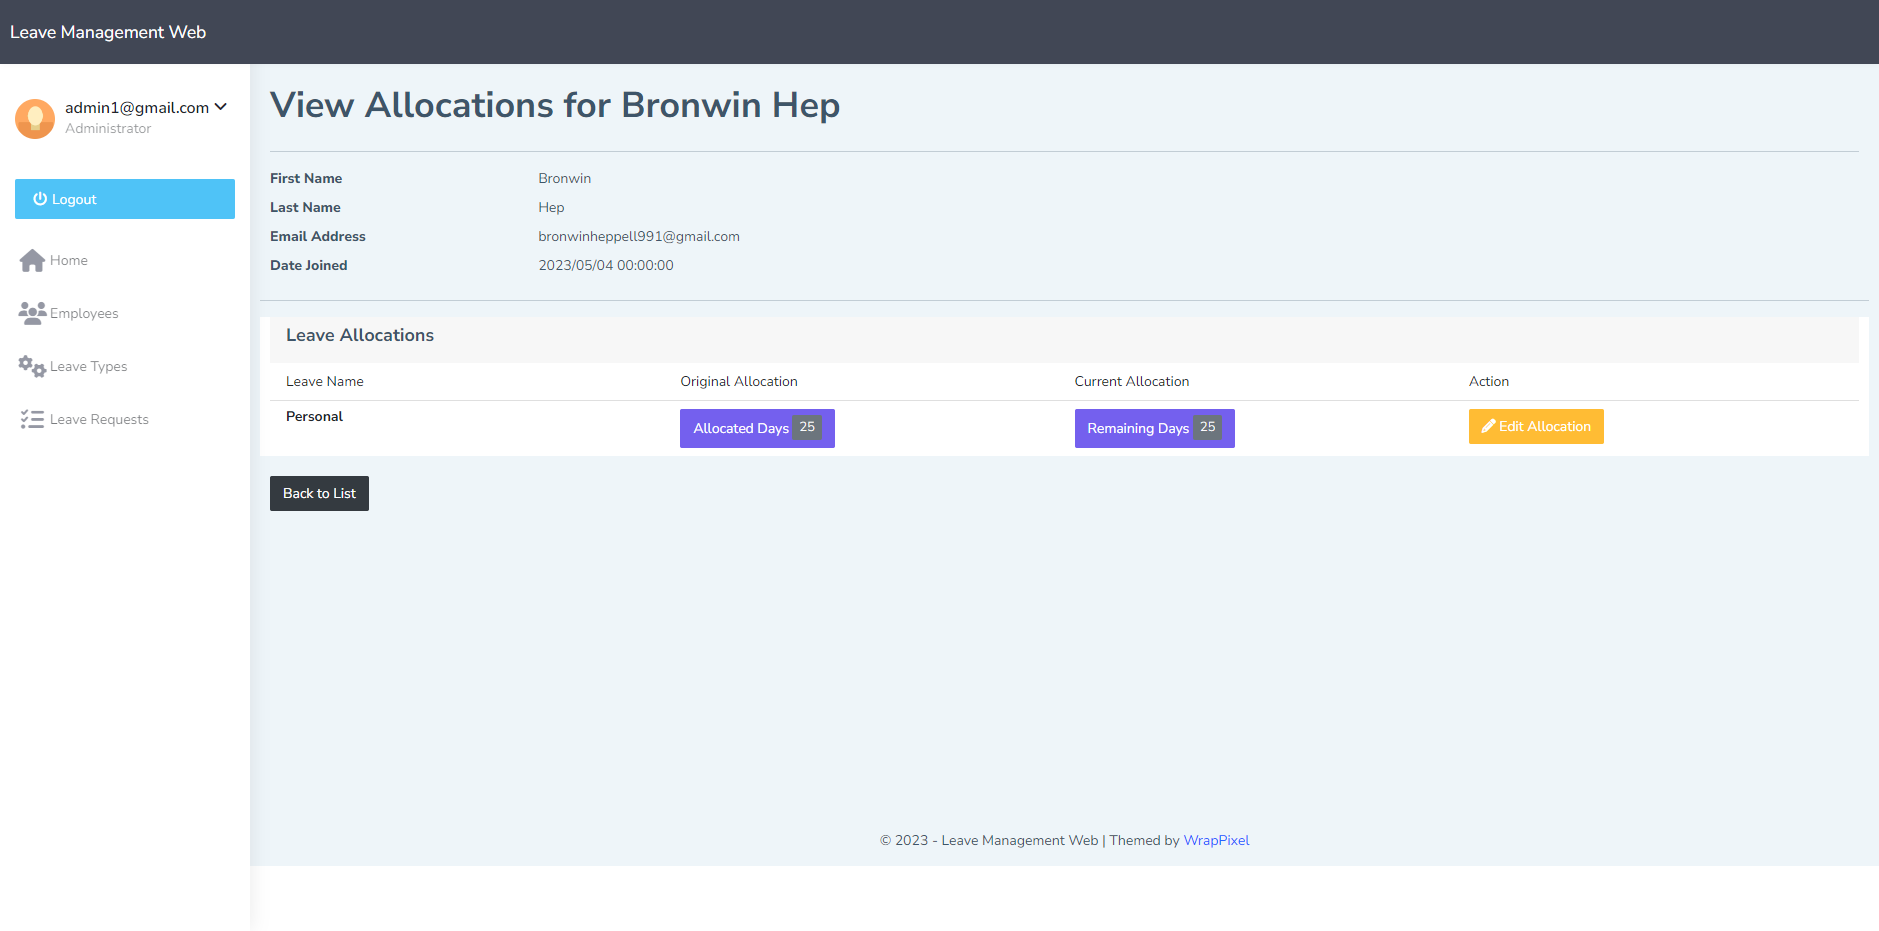 Leave Management Web
admin1@gmail.com
Administrator
Logout
Home
Employees
Leave Types
Leave Requests
View Allocations for Bronwin Hep
First Name Bronwin
Last Name Hep
Email Address bronwinheppell991@gmail.com
Date Joined 2023/05/04 00:00:00
Leave Allocations
Leave Name Original Allocation Current Allocation Action
Personal Allocated Days 25 Remaining Days 25 Edit Allocation
Back to List
© 2023 - Leave Management Web | Themed by WrapPixel